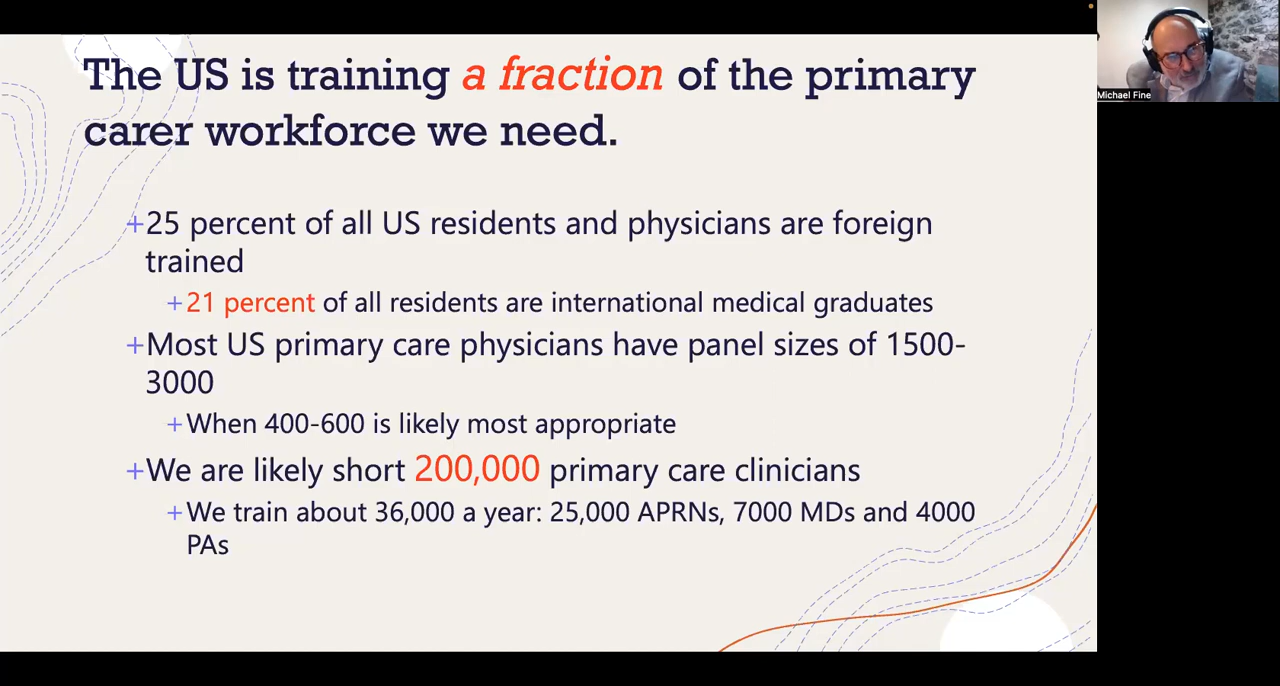 The US is training a fraction of the primary
carer workforce we need.
+25 percent of all US residents and physicians are foreign
trained
+21 percent of all residents are international medical graduates
+Most US primary care physicians have panel sizes of 1500-
3000
+When 400-600 is likely most appropriate
+We are likely short 200,000 primary care clinicians
+We train about 36,000 a year: 25,000 APRNs, 7000 MDs and 4000
PAs
Michael Fine